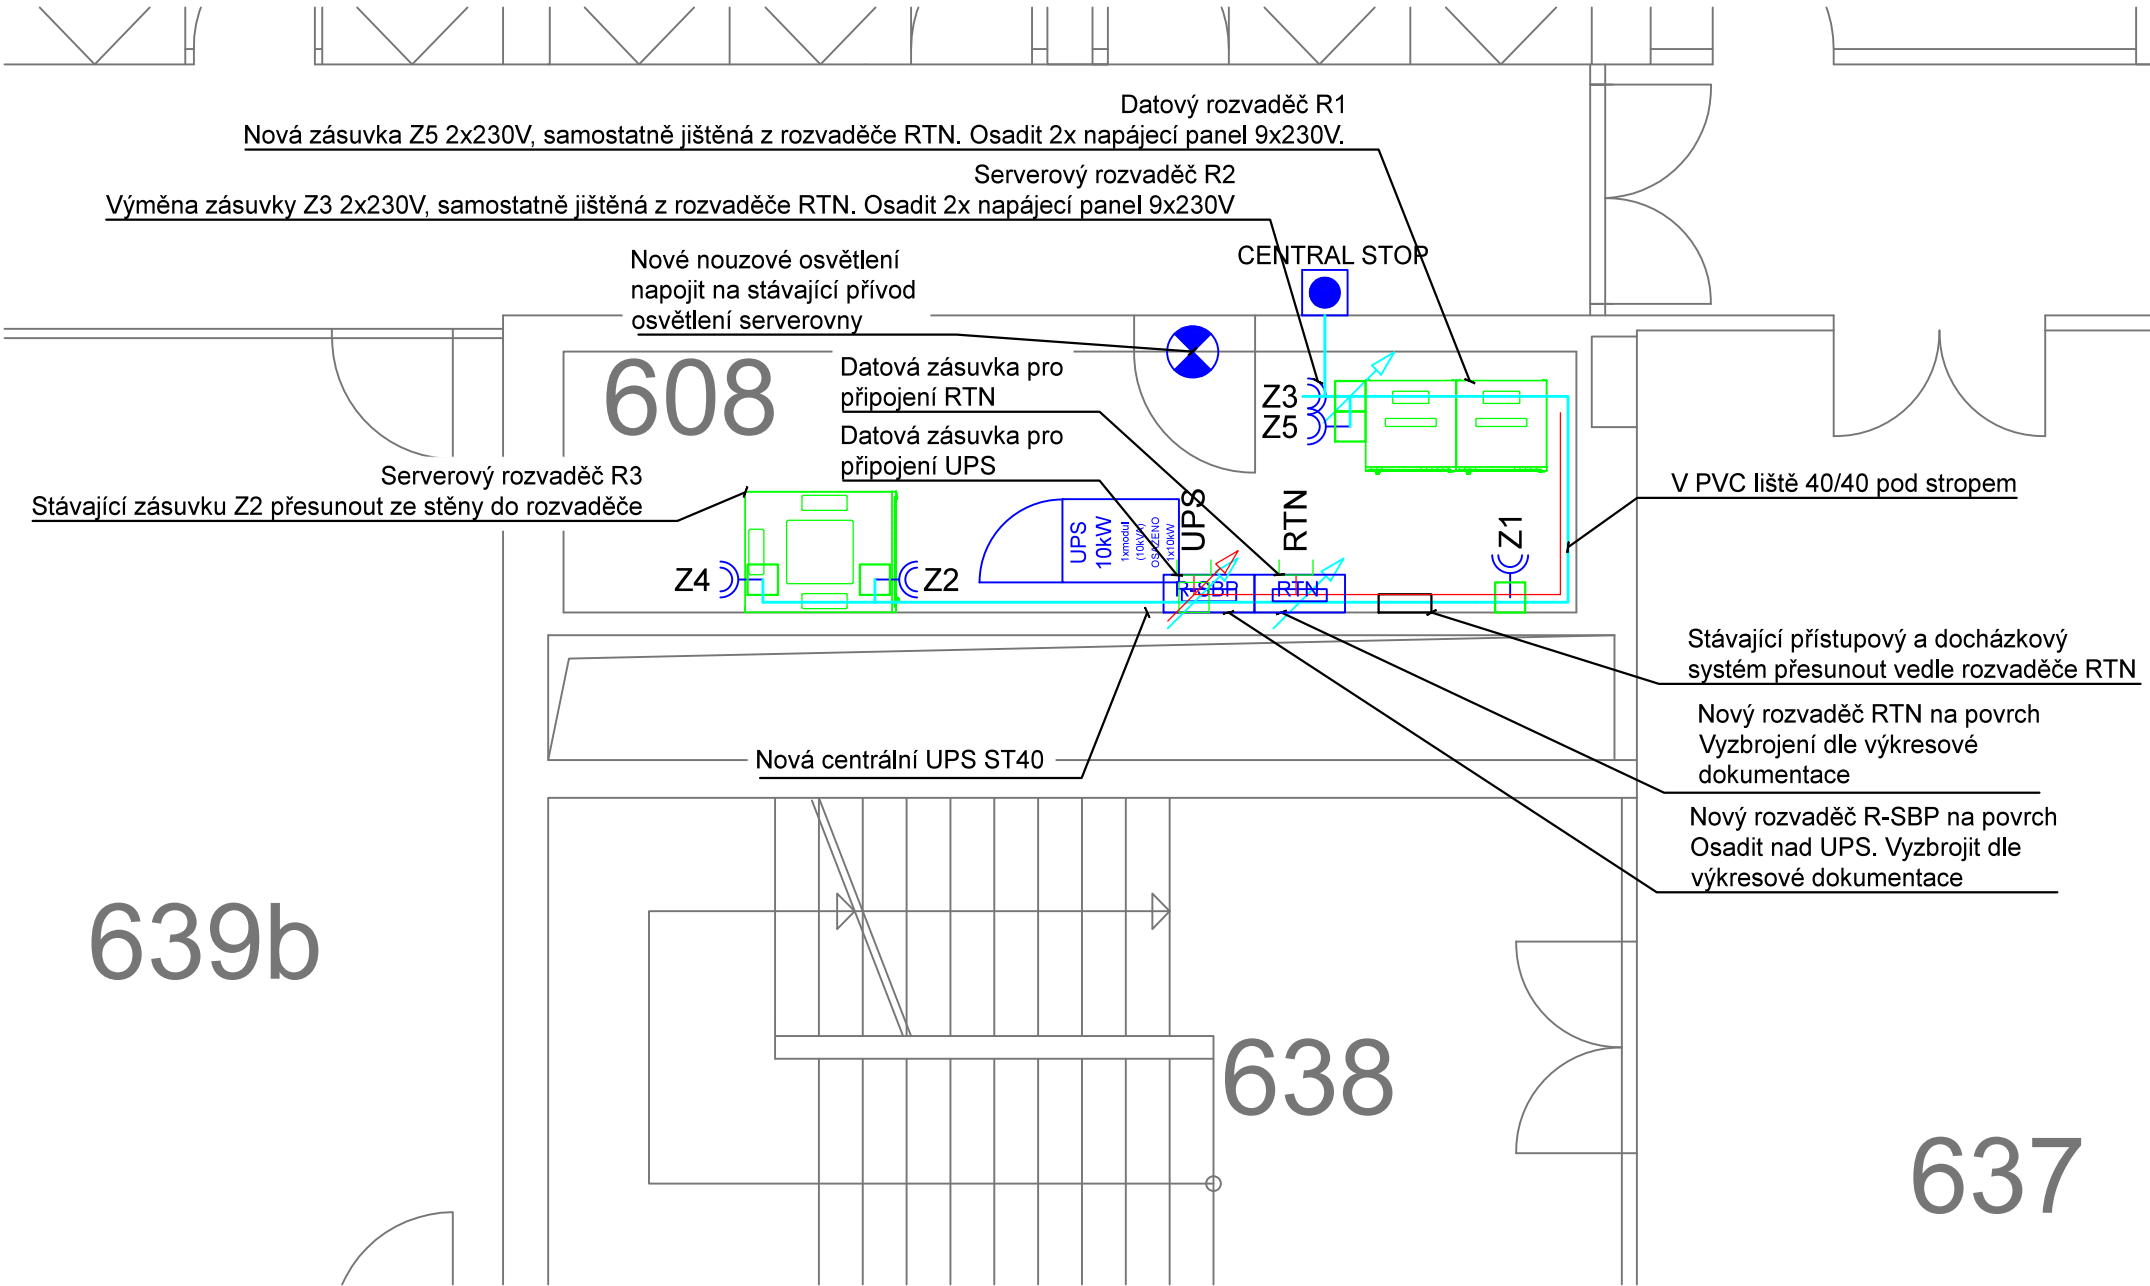 Datový rozvaděč R1
Nová zásuvka Z5 2x230V, samostatně jištěná z rozvaděče RTN. Osadit 2x napájecí panel 9x230V.
Serverový rozvaděč R2
Výměna zásuvky Z3 2x230V, samostatně jištěná z rozvaděče RTN. Osadit 2x napájecí panel 9x230V
CENTRAL STOP
Nové nouzové osvětlení
napojit na stávající přívod
osvětlení serverovny
608
Datová zásuvka pro
připojení RTN
Z3
Z5
Datová zásuvka pro
připojení UPS
Serverový rozvaděč R3
Stávající zásuvku Z2 přesunout ze stěny do rozvaděče
V PVC liště 40/40 pod stropem
UPS
10kW
1xmodul
(10kVA)
OSAZENO
1x10kW
UPS
RTN
Z1
Z4
Z2
R-SBP
RTN
Stávající přístupový a docházkový
systém přesunout vedle rozvaděče RTN
Nový rozvaděč RTN na povrch
Vyzbrojení dle výkresové
dokumentace
Nová centrální UPS ST40
Nový rozvaděč R-SBP na povrch
Osadit nad UPS. Vyzbrojit dle
výkresové dokumentace
639b
638
637